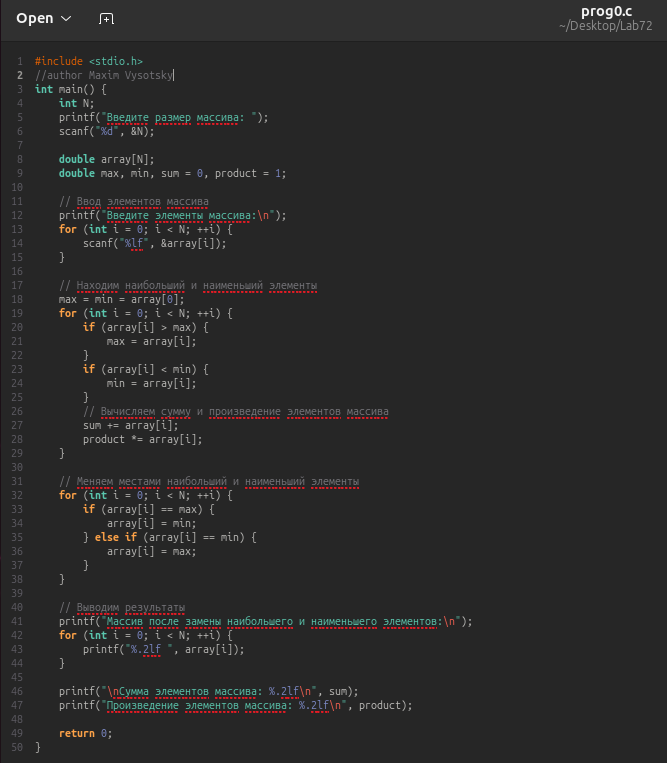 Open
prog0.c
~/Desktop/Lab72
1 #include <stdio.h>
2 //author Maxim Vysotsky
3 int main() {
4     int N;
5     printf("Введите размер массива: ");
6     scanf("%d", &N);
7
8     double array[N];
9     double max, min, sum = 0, product = 1;
10
11     // Ввод элементов массива
12     printf("Введите элементы массива:\n");
13     for (int i = 0; i < N; ++i) {
14         scanf("%lf", &array[i]);
15     }
16
17     // Находим наибольший и наименьший элементы
18     max = min = array[0];
19     for (int i = 0; i < N; ++i) {
20         if (array[i] > max) {
21             max = array[i];
22         }
23         if (array[i] < min) {
24             min = array[i];
25         }
26         // Вычисляем сумму и произведение элементов массива
27         sum += array[i];
28         product *= array[i];
29     }
30
31     // Меняем местами наибольший и наименьший элементы
32     for (int i = 0; i < N; ++i) {
33         if (array[i] == max) {
34             array[i] = min;
35         } else if (array[i] == min) {
36             array[i] = max;
37         }
38     }
39
40     // Выводим результаты
41     printf("Массив после замены наибольшего и наименьшего элементов:\n");
42     for (int i = 0; i < N; ++i) {
43         printf("%.2lf ", array[i]);
44     }
45
46     printf("\nСумма элементов массива: %.2lf\n", sum);
47     printf("Произведение элементов массива: %.2lf\n", product);
48
49     return 0;
50 }